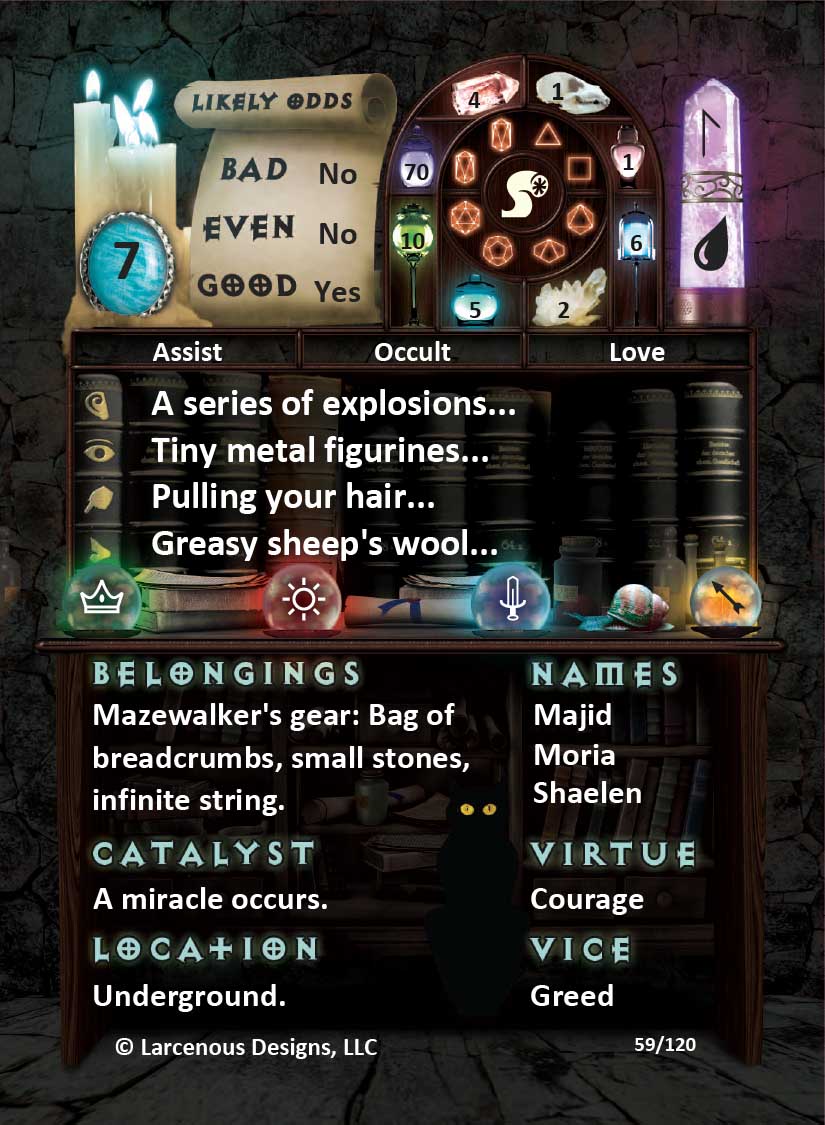 LIKELY ODDS
BAD No
EVEN No
GOOD Yes
7
4
1
70
1
10
6
5
2
Assist Occult Love
A series of explosions...
Tiny metal figurines...
Pulling your hair...
Greasy sheep's wool...
BELONGINGS
Mazewalker's gear: Bag of
breadcrumbs, small stones,
infinite string.
NAMES
Majid
Moria
Shaelen
CATALYST
A miracle occurs.
VIRTUE
Courage
LOCATION
Underground.
VICE
Greed
© Larcenous Designs, LLC
59/120